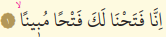 اِنَّا فَتَحْنَا لَكَ فَتْحًا مُب۪ينًاۙ ﴿١﴾